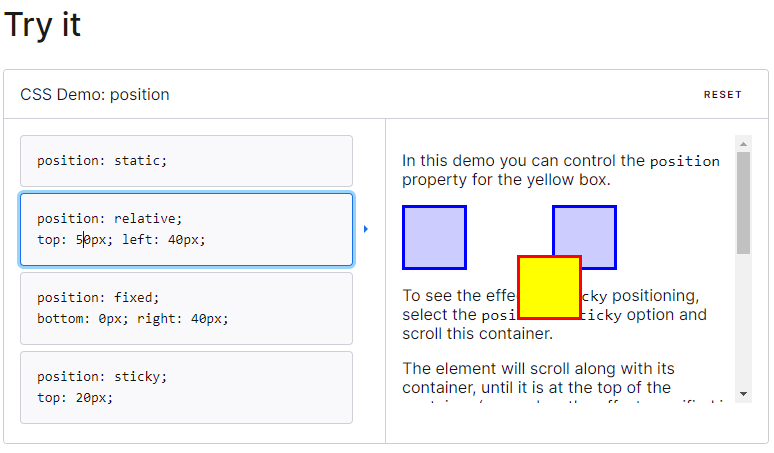 Try it
CSS Demo: position
RESET
position: static;
position: relative;
top: 50px; left: 40px;
position: fixed;
bottom: 0px; right: 40px;
position: sticky;
top: 20px;
In this demo you can control the position
property for the yellow box.
To see the effe cky positioning,
select the posi ticky option and
scroll this container.
The element will scroll along with its
container, until it is at the top of the